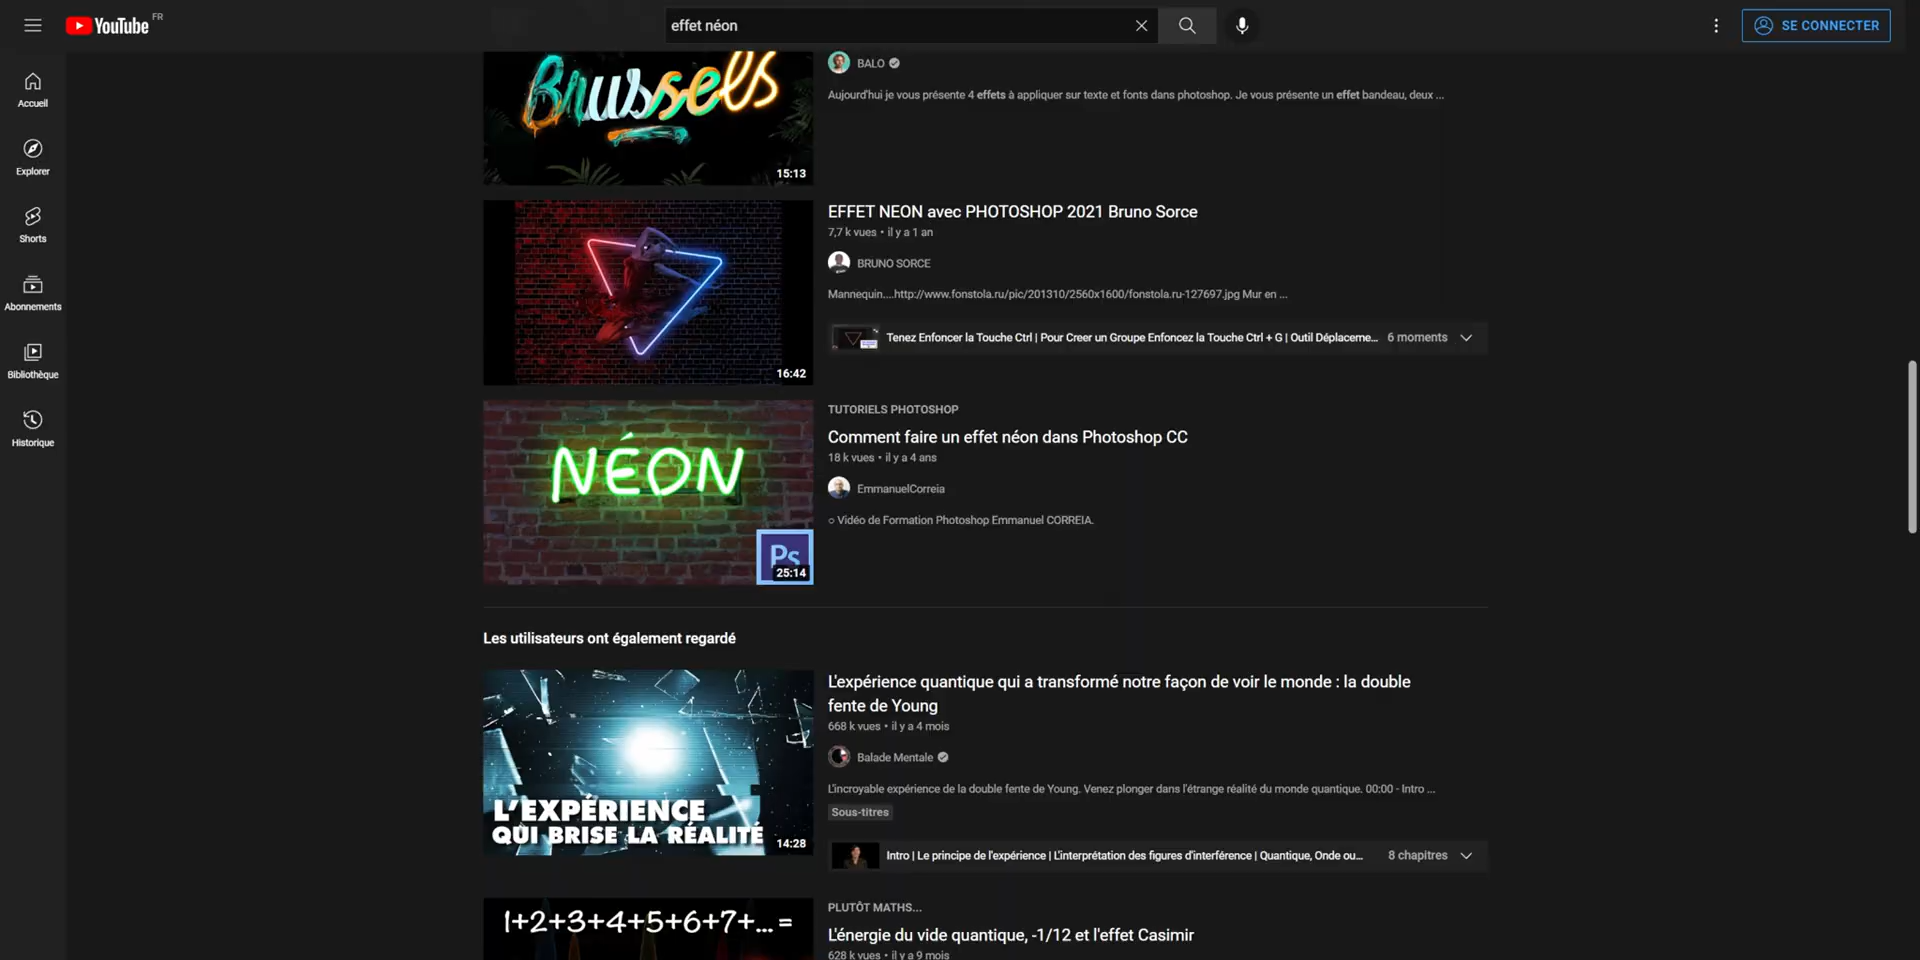 YouTube FR
effet néon
SE CONNECTER
Accueil
Explorer
Shorts
Abonnements
Bibliothèque
Historique
Brussels
15:13
BALO
Aujourd'hui je vous présente 4 effets à appliquer sur texte et fonts dans photoshop. Je vous présente un effet bandeau, deux ...
16:42
EFFET NEON avec PHOTOSHOP 2021 Bruno Sorce
7,7 k vues • il y a 1 an
BRUNO SORCE
Mannequin....http://www.fonstola.ru/pic/201310/2560x1600/fonstola.ru-127697.jpg Mur en ...
Tenez Enfoncer la Touche Ctrl | Pour Creer un Groupe Enfoncez la Touche Ctrl + G | Outil Déplaceme... 6 moments
NÉON
Ps
25:14
TUTORIELS PHOTOSHOP
Comment faire un effet néon dans Photoshop CC
18 k vues • il y a 4 ans
EmmanuelCorreia
○ Vidéo de Formation Photoshop Emmanuel CORREIA.
Les utilisateurs ont également regardé
L'EXPÉRIENCE
QUI BRISE LA RÉALITÉ
14:28
L'expérience quantique qui a transformé notre façon de voir le monde : la double
fente de Young
668 k vues • il y a 4 mois
Balade Mentale
L'incroyable expérience de la double fente de Young. Venez plonger dans l'étrange réalité du monde quantique. 00:00 - Intro ...
Sous-titres
Intro | Le principe de l'expérience | L'interprétation des figures d'interférence | Quantique, Onde ou... 8 chapitres
1+2+3+4+5+6+7+...=
PLUTÔT MATHS...
L'énergie du vide quantique, -1/12 et l'effet Casimir
628 k vues • il y a 9 mois